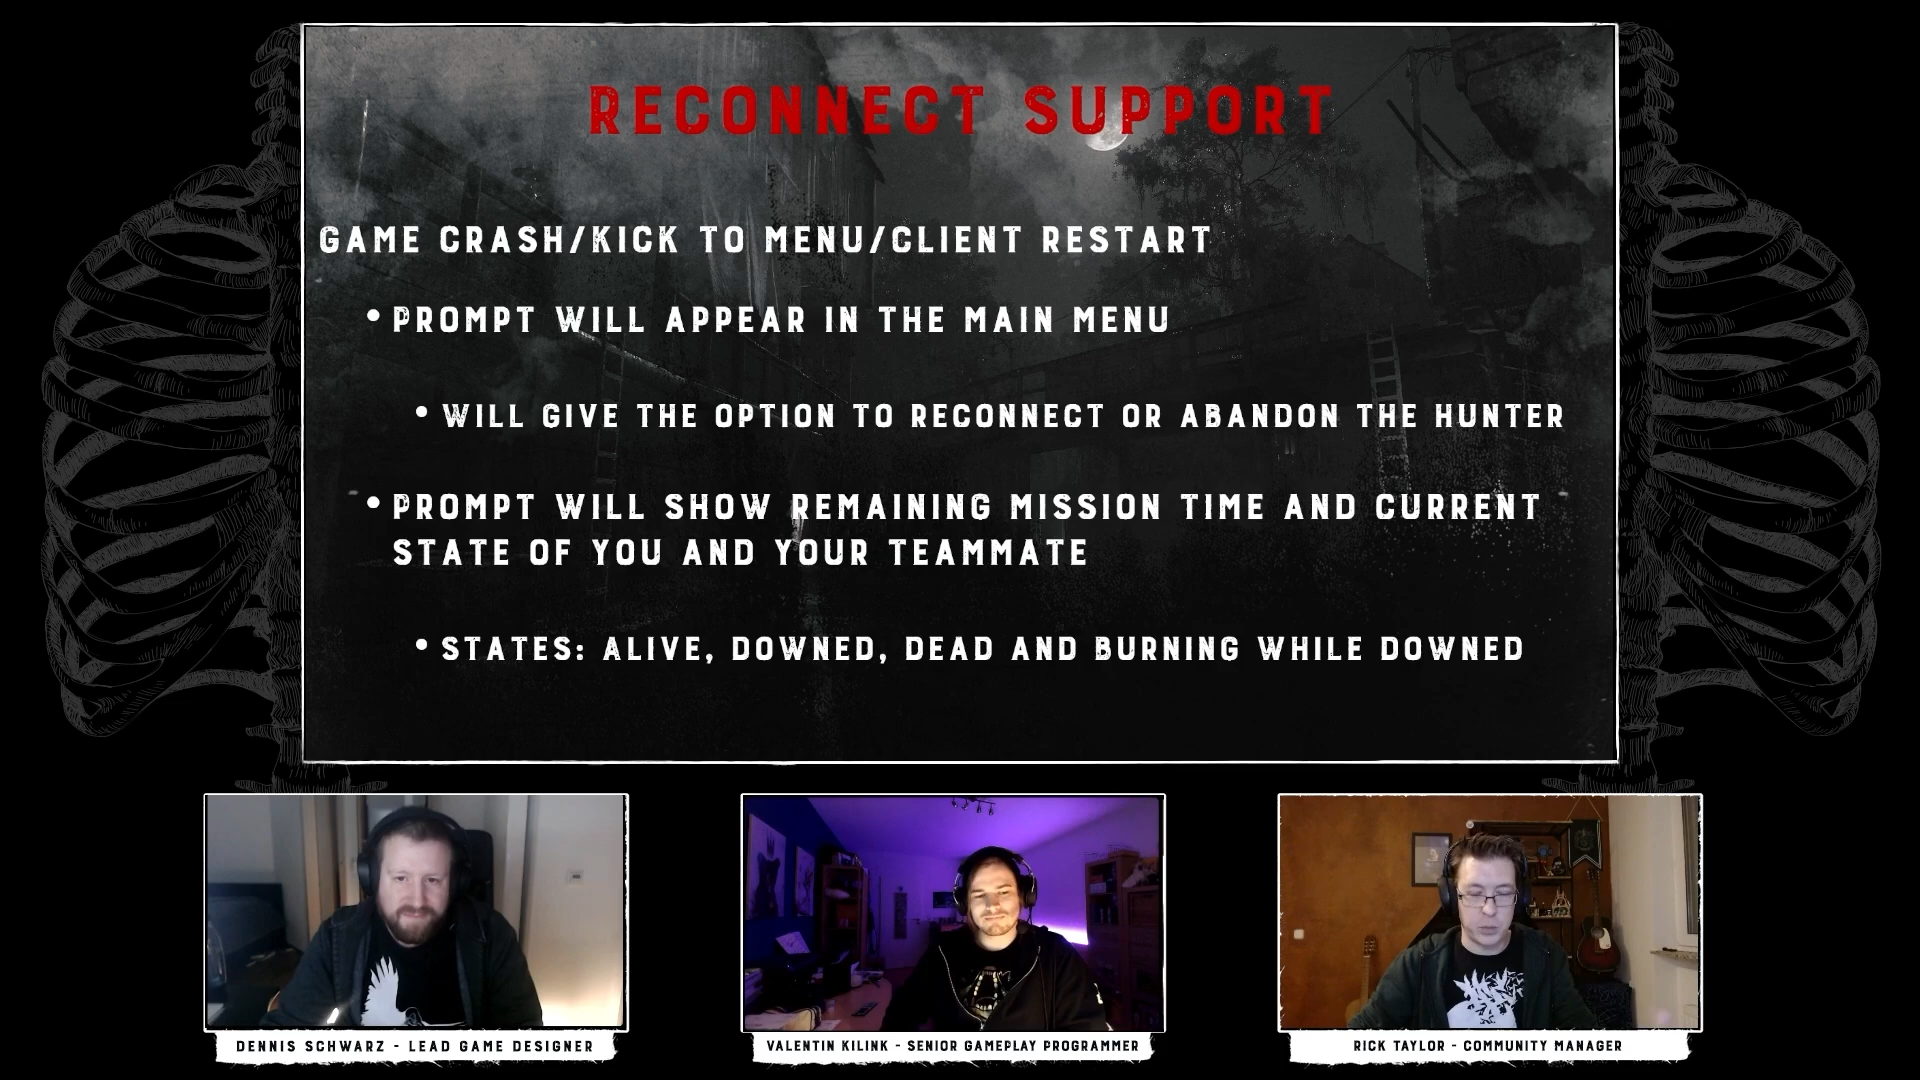 RECONNECT SUPPORT
GAME CRASH/KICK TO MENU/CLIENT RESTART
• PROMPT WILL APPEAR IN THE MAIN MENU
• WILL GIVE THE OPTION TO RECONNECT OR ABANDON THE HUNTER
• PROMPT WILL SHOW REMAINING MISSION TIME AND CURRENT
STATE OF YOU AND YOUR TEAMMATE
• STATES: ALIVE, DOWNED, DEAD AND BURNING WHILE DOWNED
DENNIS SCHWARZ - LEAD GAME DESIGNER
VALENTIN KILINK - SENIOR GAMEPLAY PROGRAMMER
RICK TAYLOR - COMMUNITY MANAGER